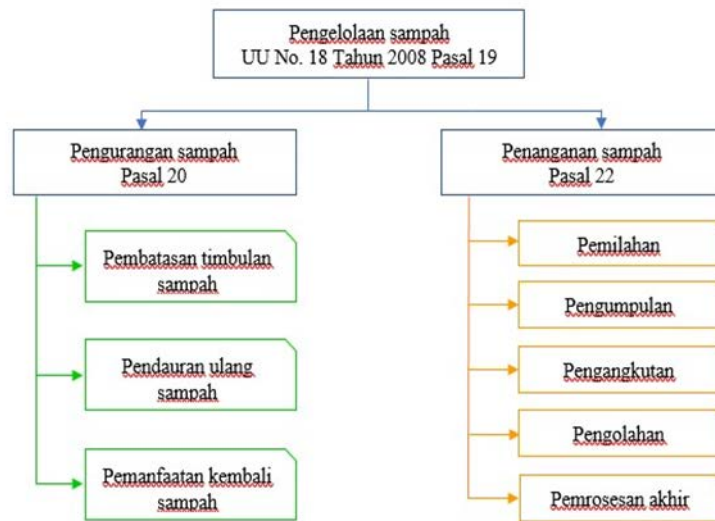 Pengelolaan sampah
UU No. 18 Tahun 2008 Pasal 19
Pengurangan sampah
Pasal 20
Pembatasan timbulan
sampah
Pendauran ulang
sampah
Pemanfaatan kembali
sampah
Penanganan sampah
Pasal 22
Pemilahan
Pengumpulan
Pengangkutan
Pengolahan
Pemrosesan akhir